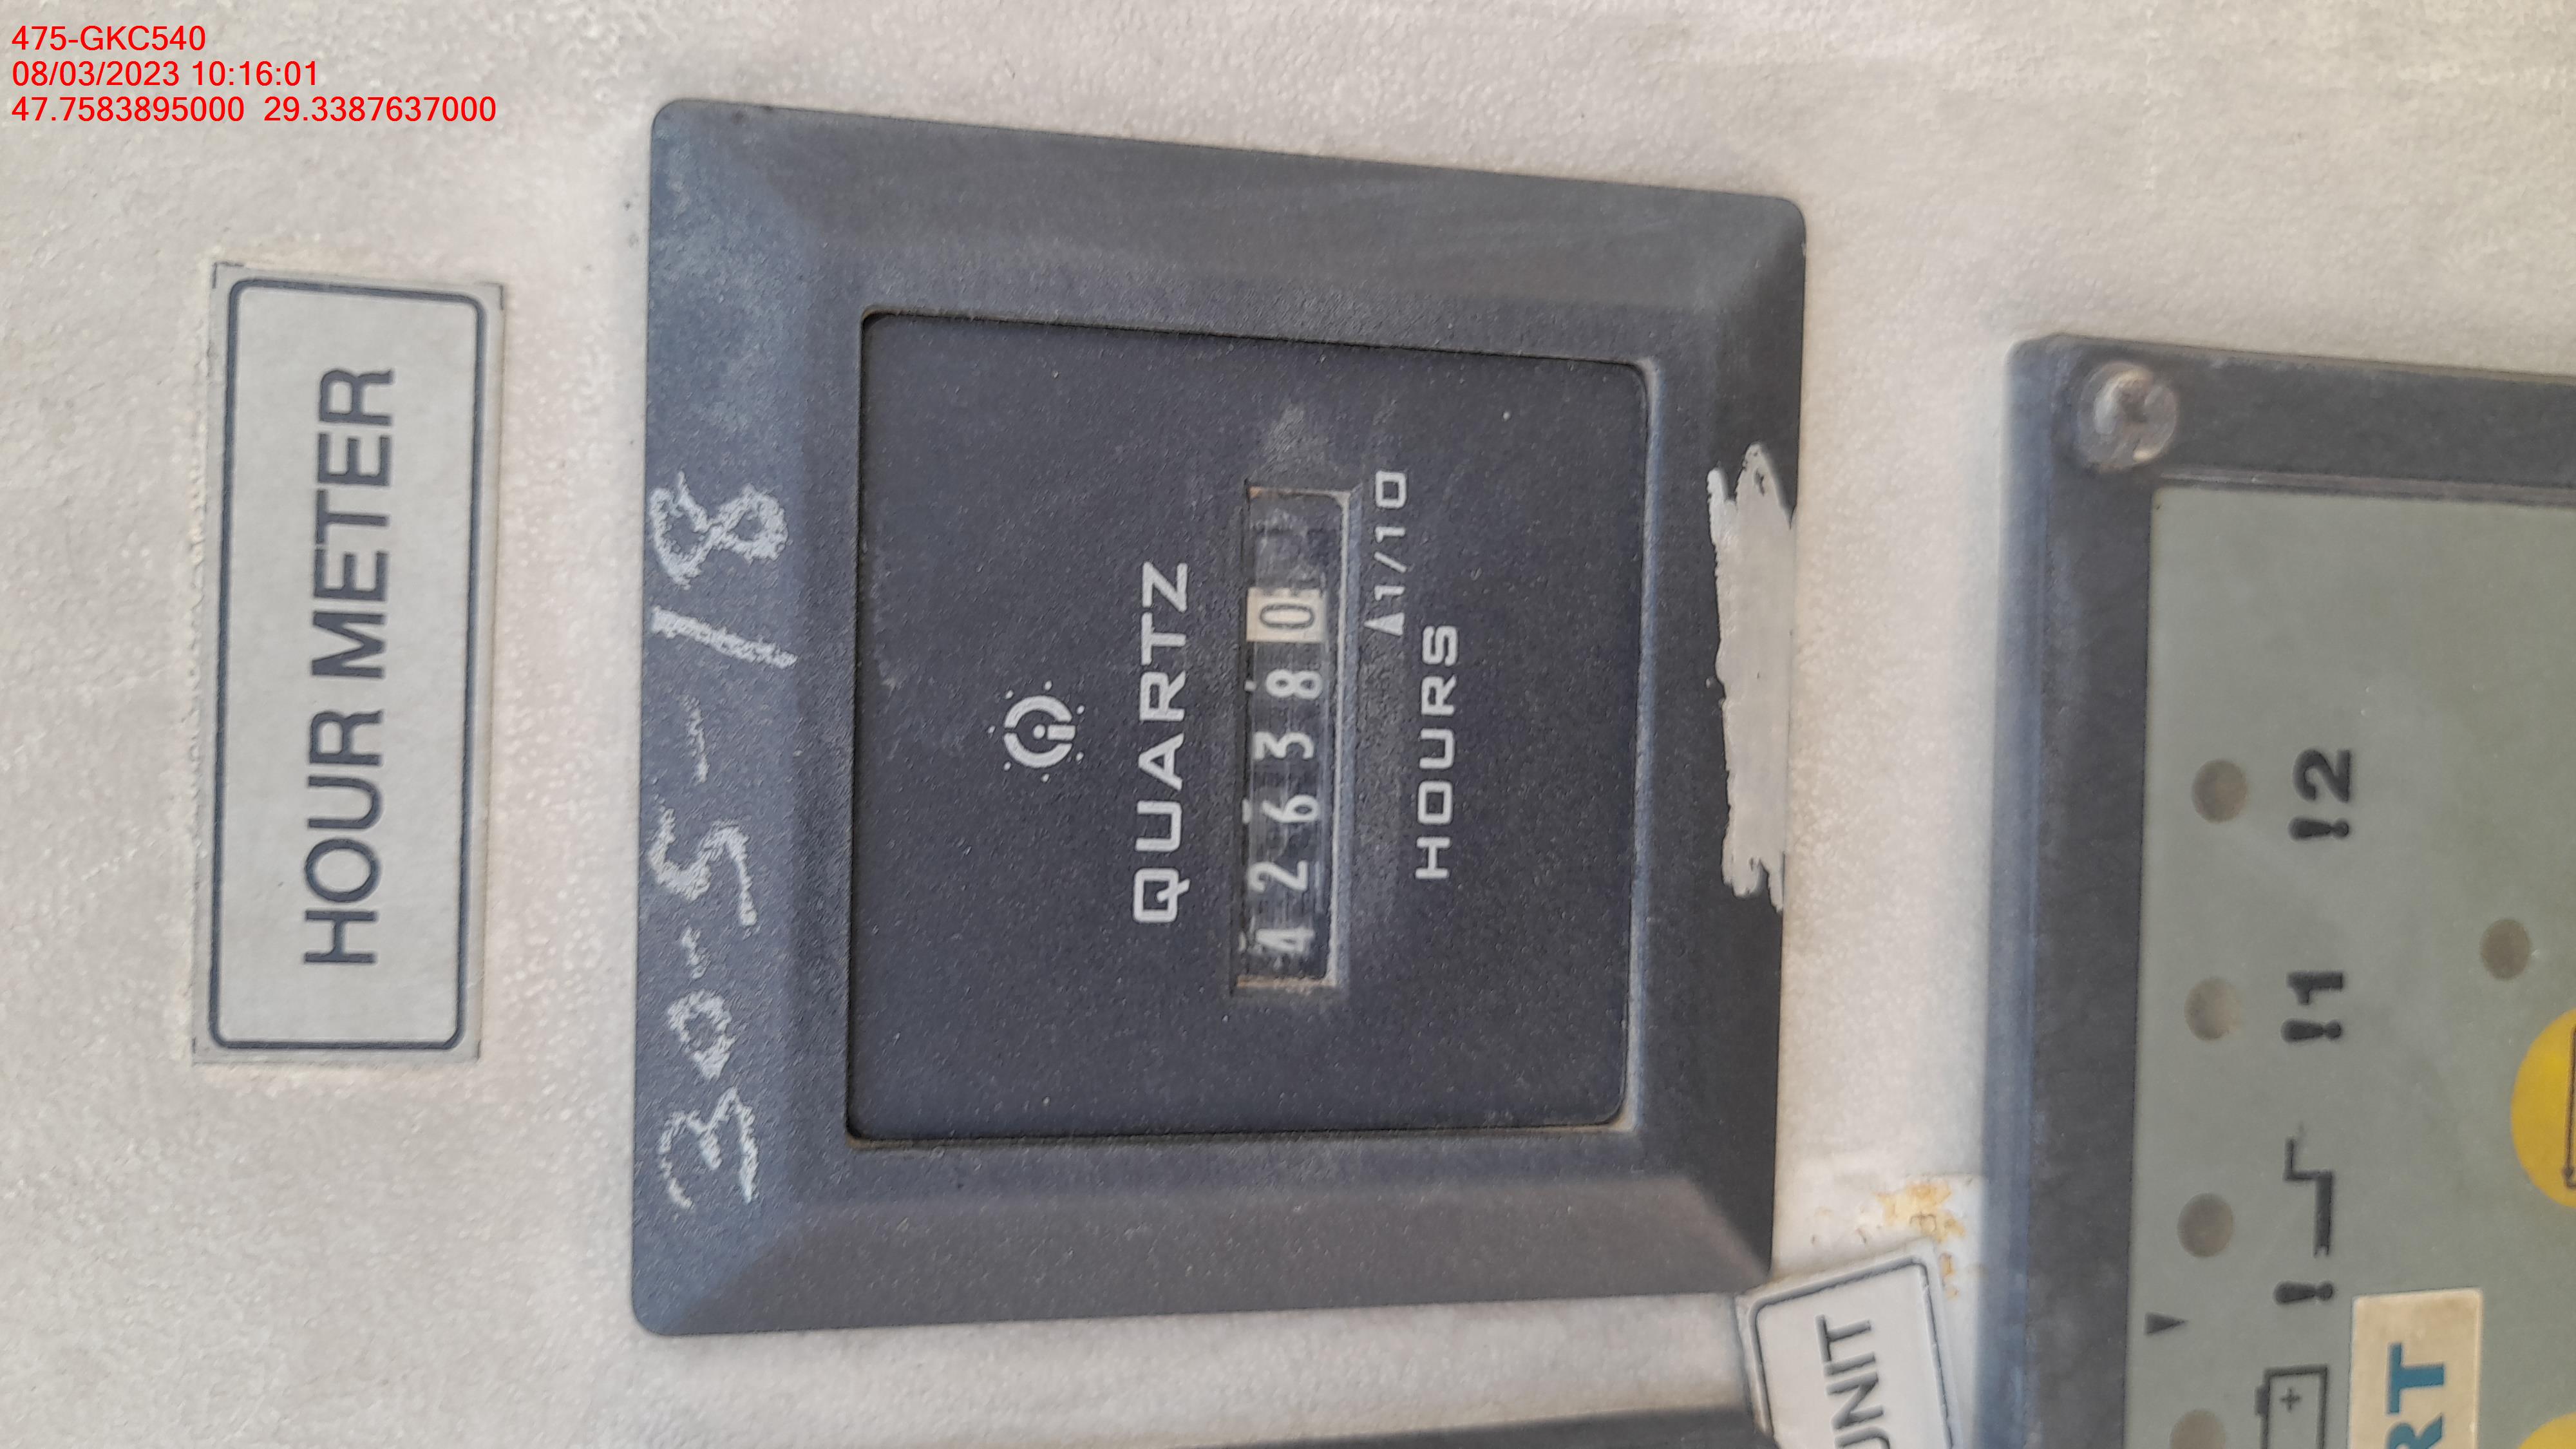 475-GKC540
08/03/2023 10:16:01
47.7583895000 29.3387637000
HOUR METER
30-5-18
QUARTZ
426380
▲1/10
HOURS
UNIT
!1
!2
RT